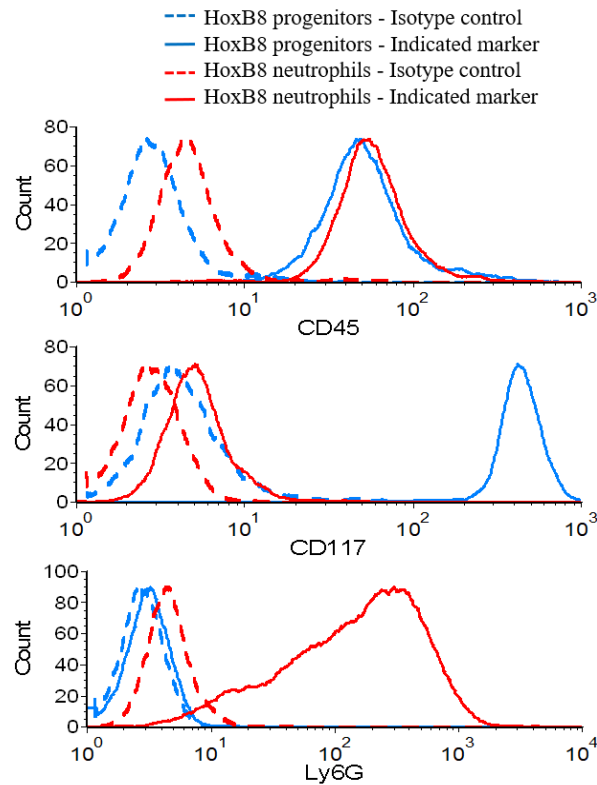 HoxB8 progenitors - Isotype control
HoxB8 progenitors - Indicated marker
HoxB8 neutrophils - Isotype control
HoxB8 neutrophils - Indicated marker
80
60
40
20
0
Count
10^0 10^1 10^2 10^3
CD45
80
60
40
20
0
Count
10^0 10^1 10^2 10^3
CD117
100
80
60
40
20
0
Count
10^0 10^1 10^2 10^3 10^4
Ly6G